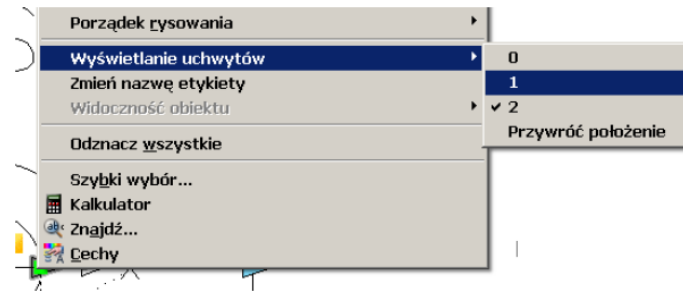 Porządek rysowania
Wyświetlanie uchwytów
Zmień nazwę etykiety
Widoczność obiektu
Odznacz wszystkie
Szybki wybór...
Kalkulator
Znajdź...
Cechy
0
1
2
Przywróć położenie